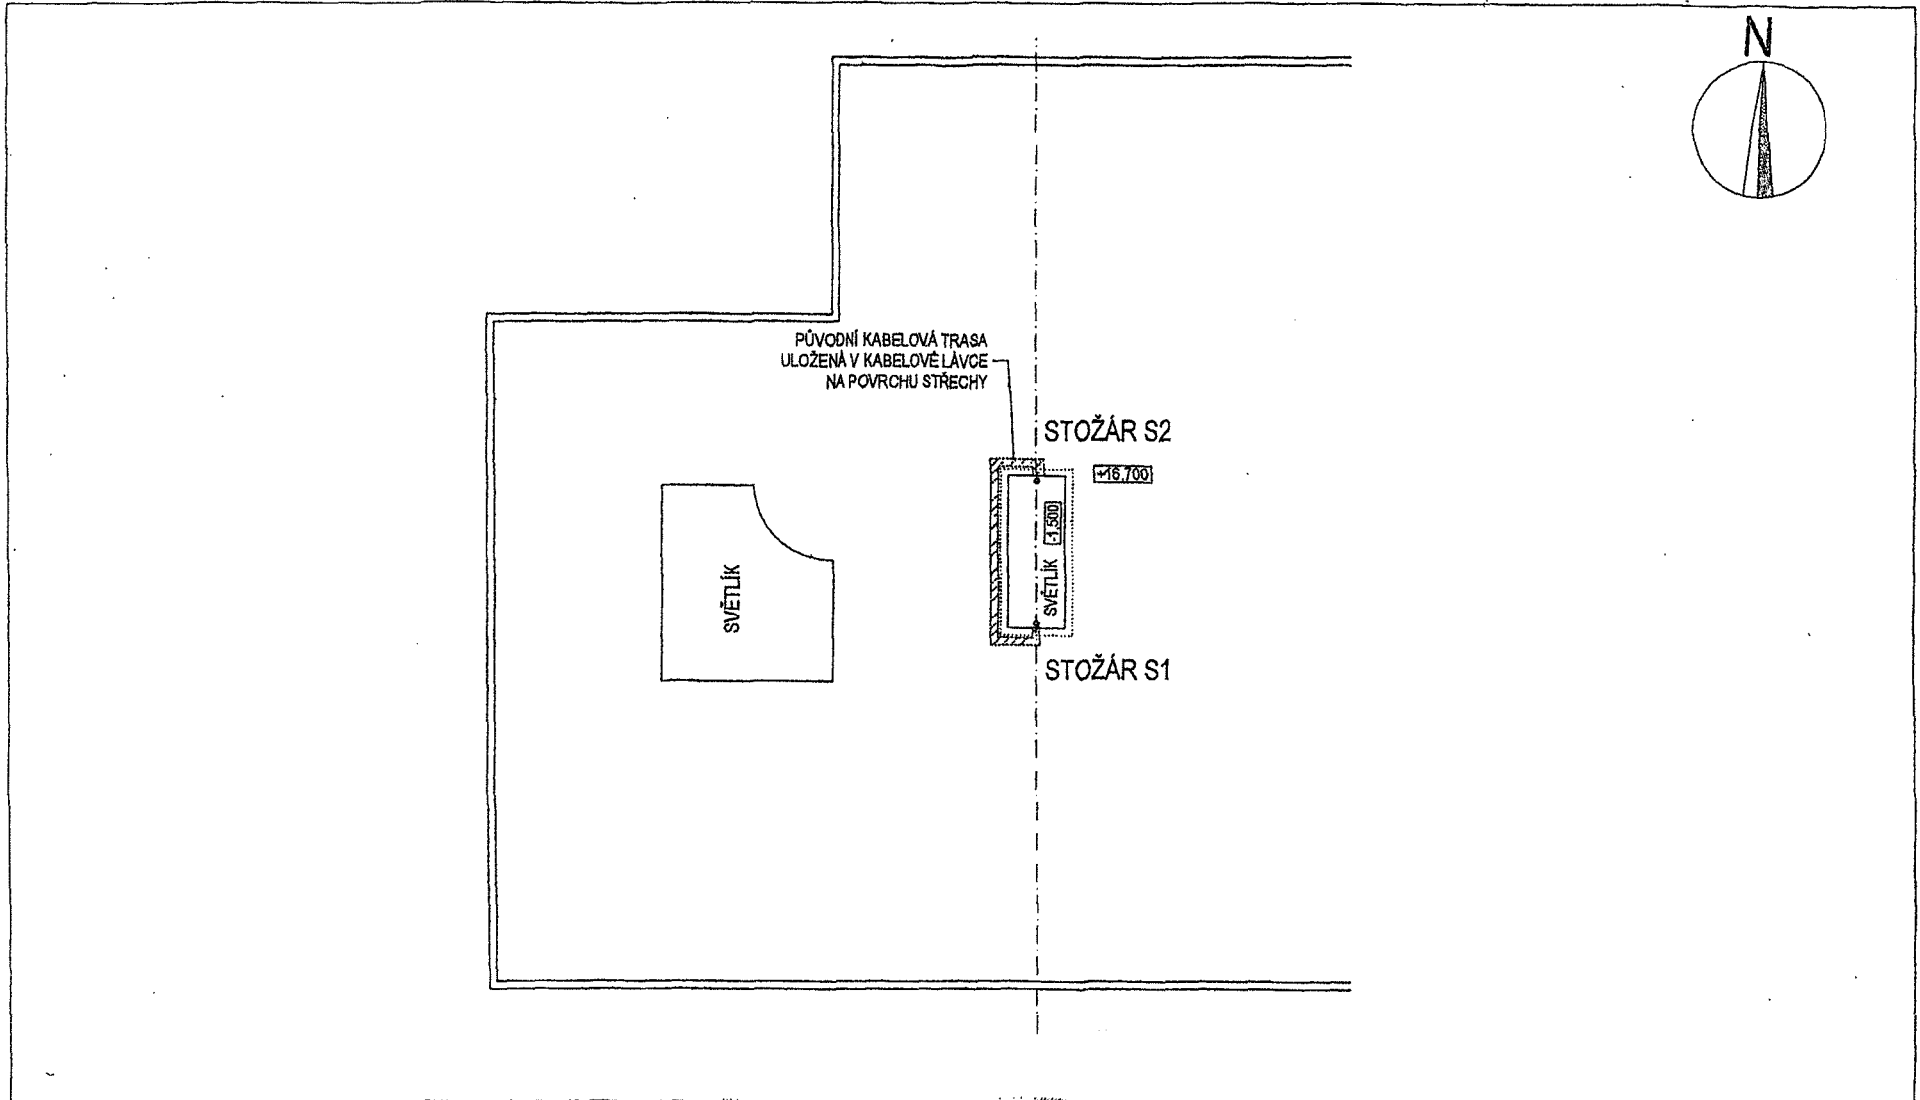 N
PŮVODNÍ KABELOVÁ TRASA
ULOŽENÁ V KABELOVÉ LÁVCE
NA POVRCHU STŘECHY
STOŽÁR S2
+16,700
-1,500
SVĚTLÍK
SVĚTLÍK
STOŽÁR S1